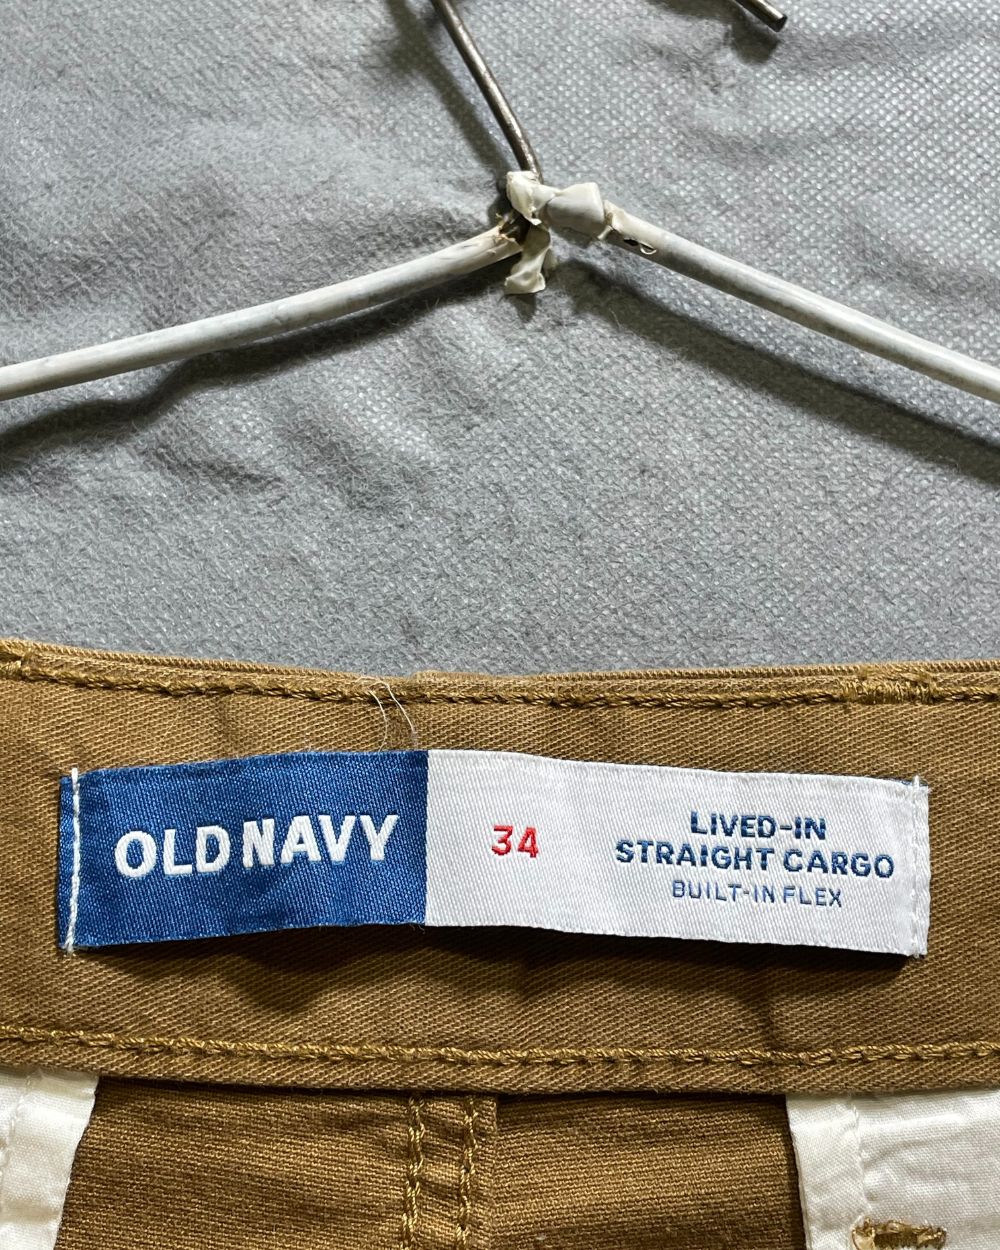 OLD NAVY
34
LIVED-IN
STRAIGHT CARGO
BUILT-IN FLEX